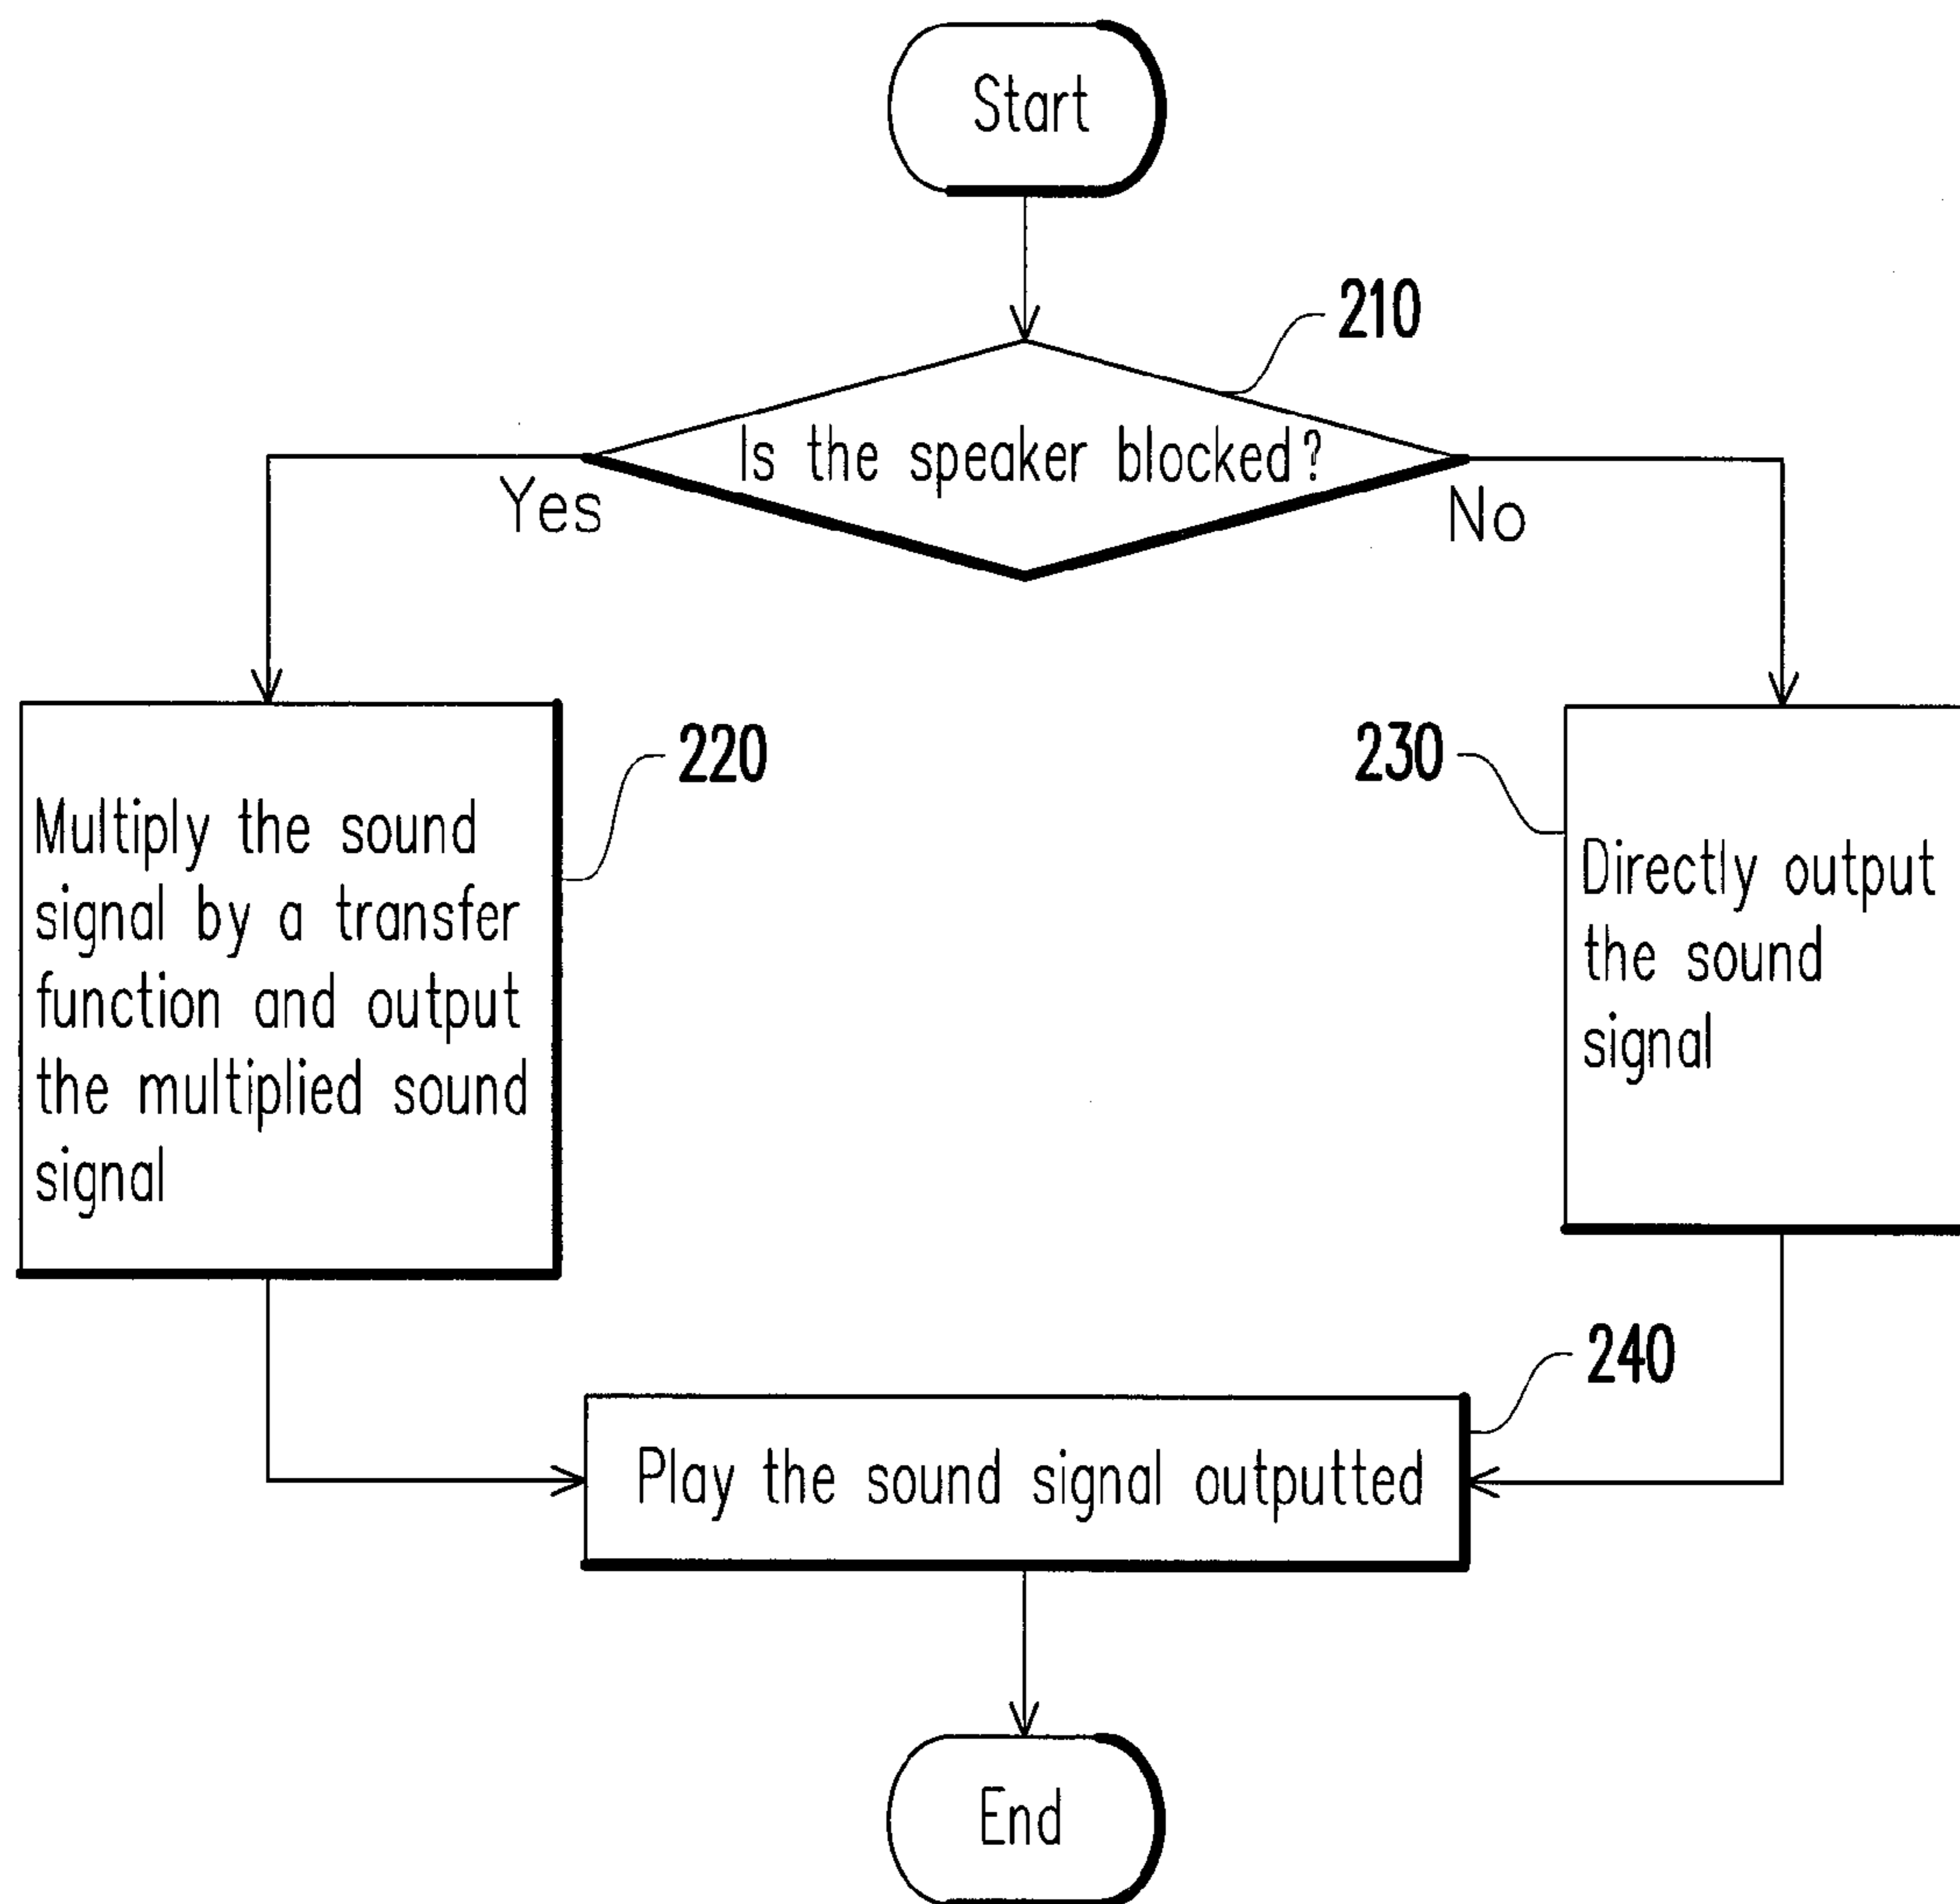 Start
210
Is the speaker blocked?
Yes
No
220
Multiply the sound
signal by a transfer
function and output
the multiplied sound
signal
230
Directly output
the sound
signal
240
Play the sound signal outputted
End